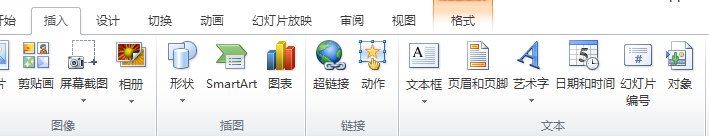 开始 插入 设计 切换 动画 幻灯片放映 审阅 视图 格式
片 剪贴画 屏幕截图 相册 形状 SmartArt 图表 超链接 动作 文本框 页眉和页脚 艺术字 日期和时间 幻灯片编号 对象
图像 插图 链接 文本